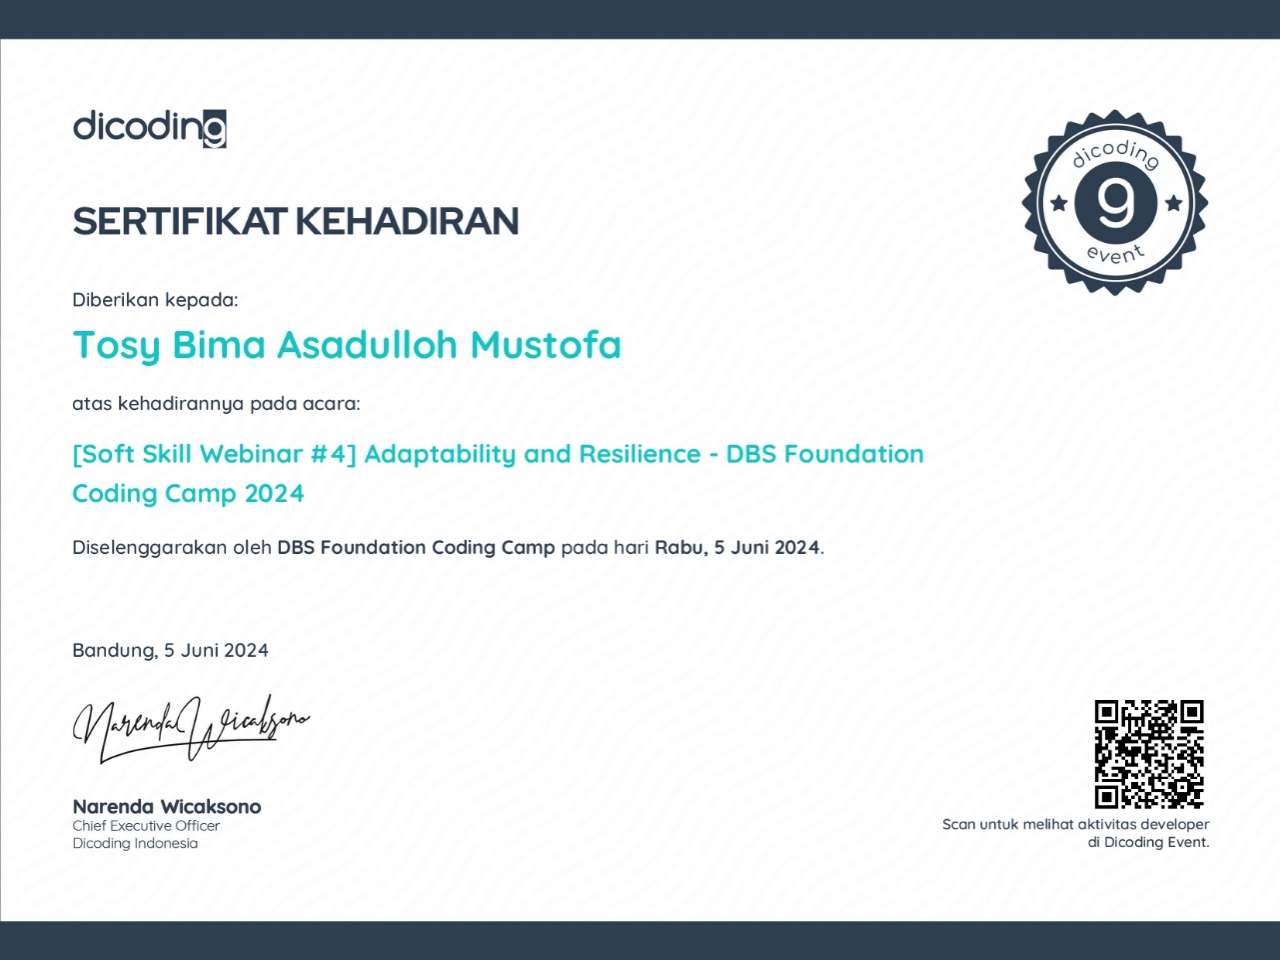 dicoding
dicoding
9
event
SERTIFIKAT KEHADIRAN
Diberikan kepada:
Tosy Bima Asadulloh Mustofa
atas kehadirannya pada acara:
[Soft Skill Webinar #4] Adaptability and Resilience - DBS Foundation
Coding Camp 2024
Diselenggarakan oleh DBS Foundation Coding Camp pada hari Rabu, 5 Juni 2024.
Bandung, 5 Juni 2024
Narenda Wicaksono
Narenda Wicaksono
Chief Executive Officer
Dicoding Indonesia
Scan untuk melihat aktivitas developer
di Dicoding Event.